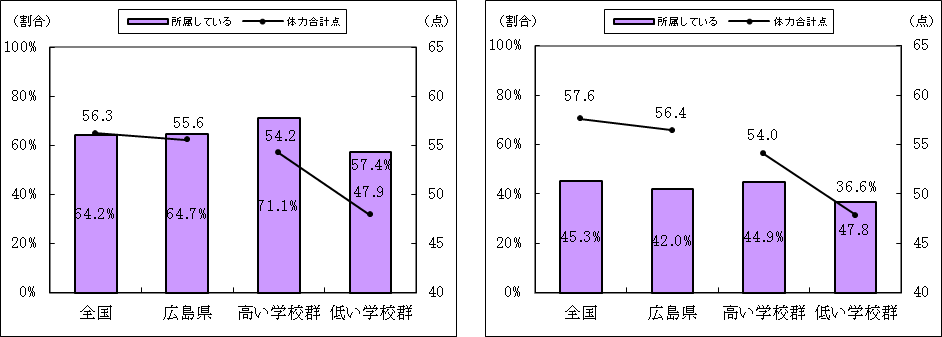 (割合)
所属している
体力合計点
(点)
100%
80%
60%
40%
20%
0%
65
60
55
50
45
40
56.3
55.6
54.2
47.9
64.2%
64.7%
71.1%
57.4%
全国
広島県
高い学校群
低い学校群
(割合)
所属している
体力合計点
(点)
100%
80%
60%
40%
20%
0%
65
60
55
50
45
40
57.6
56.4
54.0
47.8
45.3%
42.0%
44.9%
36.6%
全国
広島県
高い学校群
低い学校群